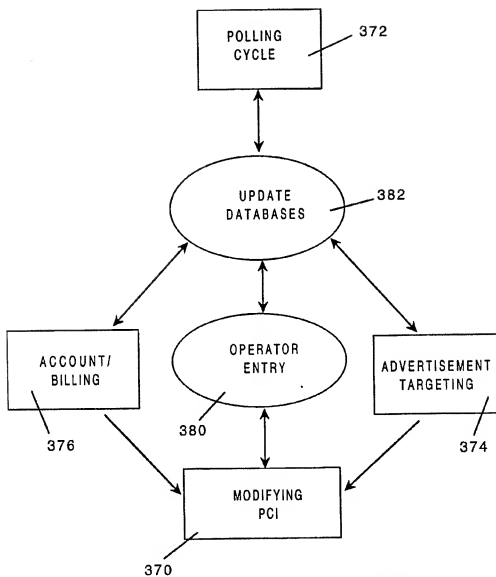 POLLING
CYCLE
372
UPDATE
DATABASES
382
ACCOUNT/
BILLING
376
OPERATOR
ENTRY
380
ADVERTISEMENT
TARGETING
374
MODIFYING
PCI
370